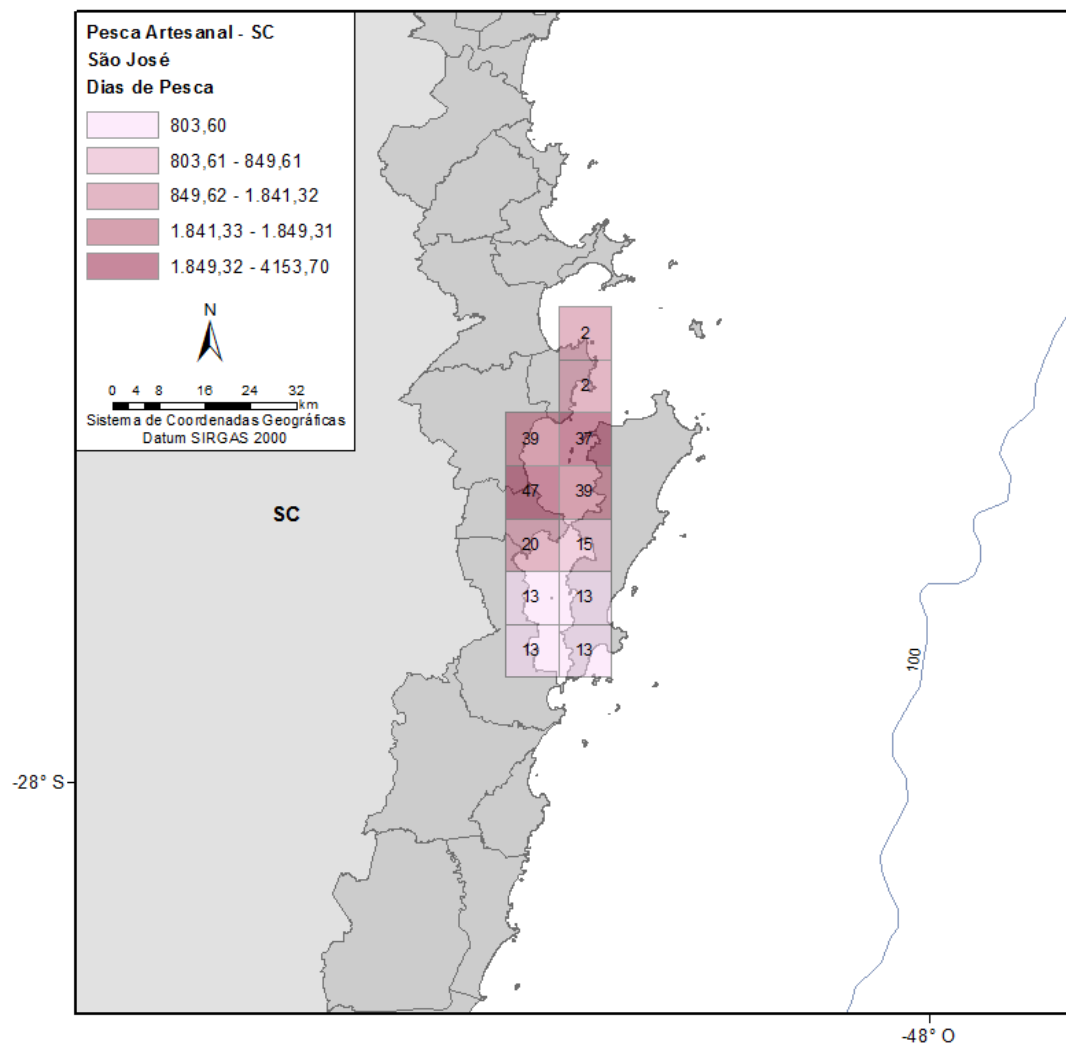 Pesca Artesanal - SC
São José
Dias de Pesca
803,60
803,61 - 849,61
849,62 - 1.841,32
1.841,33 - 1.849,31
1.849,32 - 4153,70
N
0 4 8 16 24 32
km
Sistema de Coordenadas Geográficas
Datum SIRGAS 2000
2
2
39 37
47 39
SC
20 15
13 13
13 13
100
-28° S
-48° O